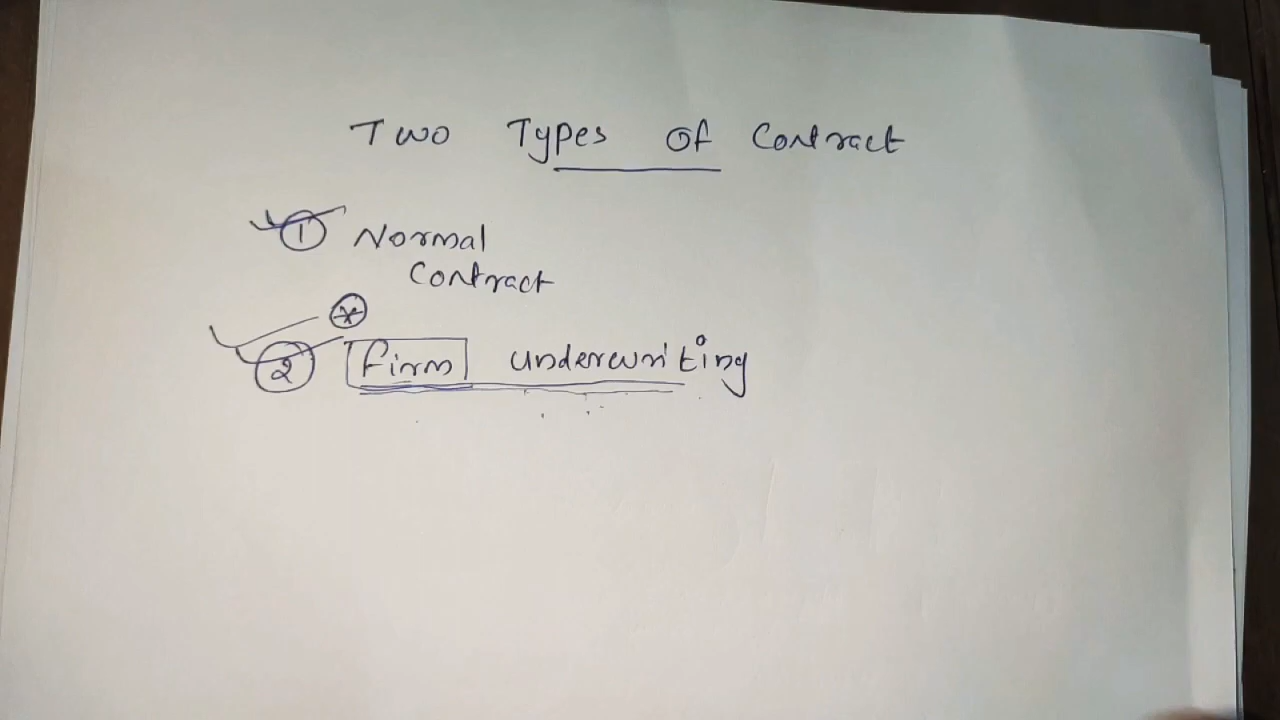 Two Types Of Contract
① Normal
Contract
② Firm underwriting